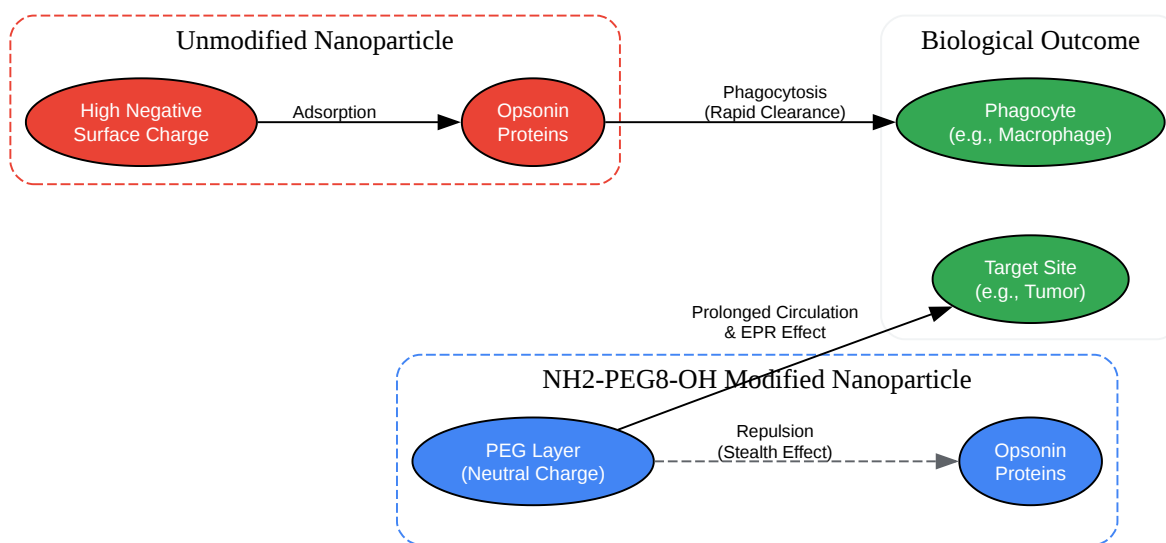 Unmodified Nanoparticle
High Negative
Surface Charge
Adsorption
Opsonin
Proteins
Phagocytosis
(Rapid Clearance)
Biological Outcome
Phagocyte
(e.g., Macrophage)
Target Site
(e.g., Tumor)
Prolonged Circulation
& EPR Effect
NH2-PEG8-OH Modified Nanoparticle
PEG Layer
(Neutral Charge)
Repulsion
(Stealth Effect)
Opsonin
Proteins